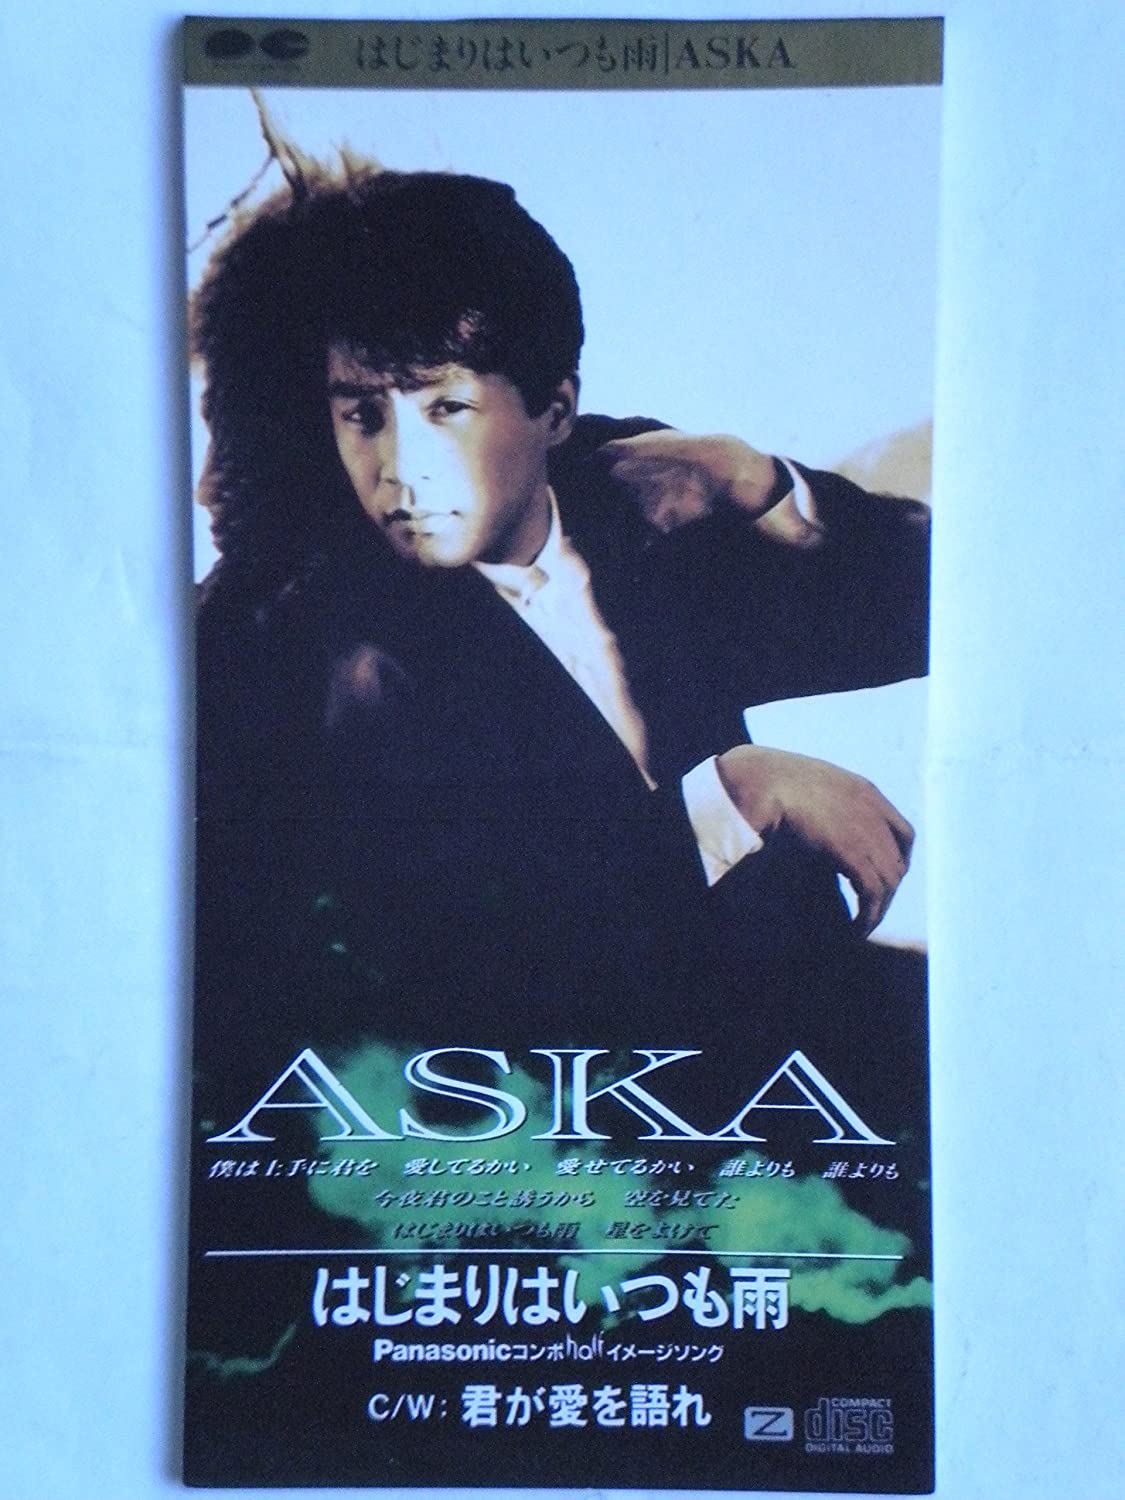 はじまりはいつも雨|ASKA
ASKA
僕は上手に君を 愛してるかい 愛せてるかい 誰よりも 誰よりも
今夜君のこと誘うから 空を見てた
はじまりはいつも雨 星をよけて
はじまりはいつも雨
Panasonicコンポhalfイメージソング
C/W: 君が愛を語れ
Z
COMPACT
disc
DIGITAL AUDIO